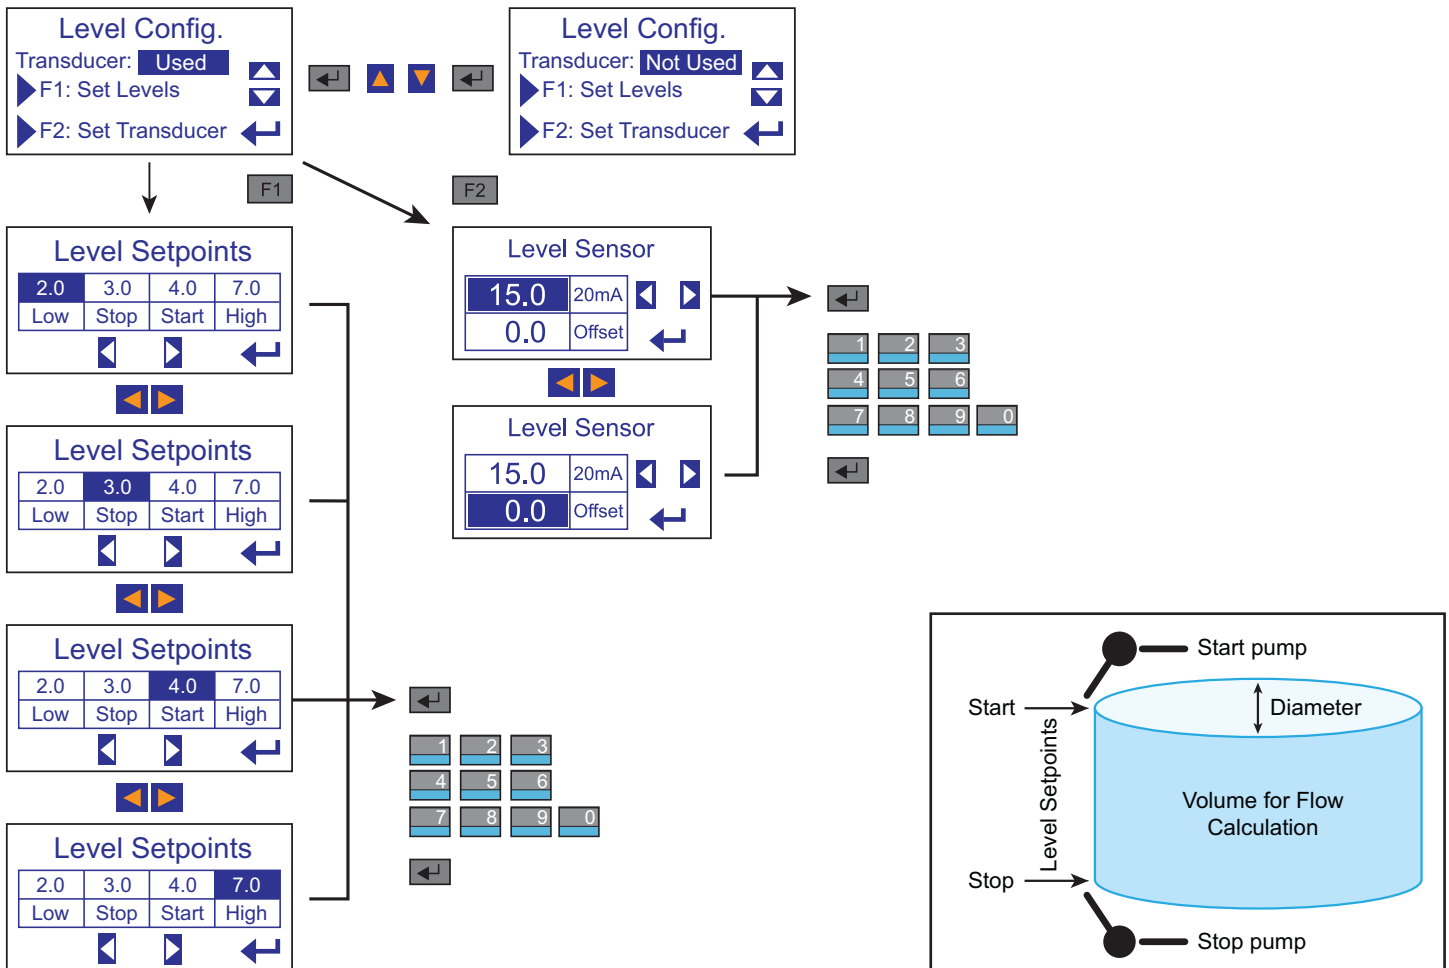 Level Config.
Transducer: Used
F1: Set Levels
F2: Set Transducer
Level Config.
Transducer: Not Used
F1: Set Levels
F2: Set Transducer
F1
F2
Level Setpoints
2.0 3.0 4.0 7.0
Low Stop Start High
Level Sensor
15.0 20mA
0.0 Offset
1 2 3
4 5 6
7 8 9 0
Level Setpoints
2.0 3.0 4.0 7.0
Low Stop Start High
Level Sensor
15.0 20mA
0.0 Offset
Level Setpoints
2.0 3.0 4.0 7.0
Low Stop Start High
1 2 3
4 5 6
7 8 9 0
Level Setpoints
2.0 3.0 4.0 7.0
Low Stop Start High
Start pump
Start
Diameter
Level Setpoints
Volume for Flow
Calculation
Stop
Stop pump